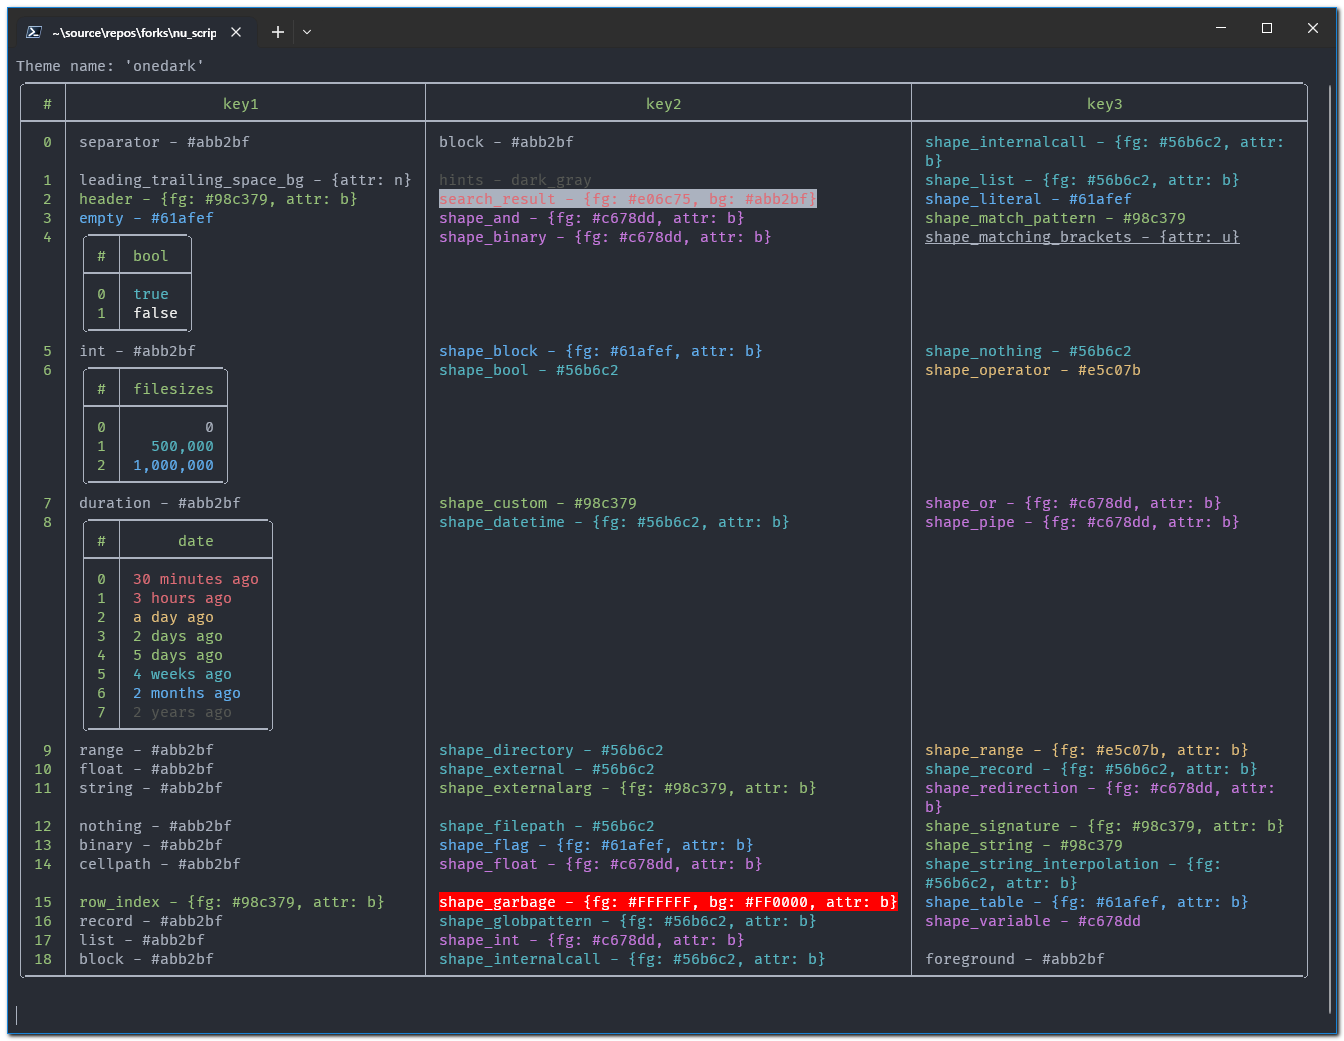 ~\source\repos\forks\nu_scrip
Theme name: 'onedark'
# key1 key2 key3
0 separator - #abb2bf block - #abb2bf shape_internalcall - {fg: #56b6c2, attr:
b}
1 leading_trailing_space_bg - {attr: n} hints - dark_gray shape_list - {fg: #56b6c2, attr: b}
2 header - {fg: #98c379, attr: b} search_result - {fg: #e06c75, bg: #abb2bf} shape_literal - #61afef
3 empty - #61afef shape_and - {fg: #c678dd, attr: b} shape_match_pattern - #98c379
4 shape_binary - {fg: #c678dd, attr: b} shape_matching_brackets - {attr: u}
# bool
0 true
1 false
5 int - #abb2bf shape_block - {fg: #61afef, attr: b} shape_nothing - #56b6c2
6 shape_bool - #56b6c2 shape_operator - #e5c07b
# filesizes
0 0
1 500,000
2 1,000,000
7 duration - #abb2bf shape_custom - #98c379 shape_or - {fg: #c678dd, attr: b}
8 shape_datetime - {fg: #56b6c2, attr: b} shape_pipe - {fg: #c678dd, attr: b}
# date
0 30 minutes ago
1 3 hours ago
2 a day ago
3 2 days ago
4 5 days ago
5 4 weeks ago
6 2 months ago
7 2 years ago
9 range - #abb2bf shape_directory - #56b6c2 shape_range - {fg: #e5c07b, attr: b}
10 float - #abb2bf shape_external - #56b6c2 shape_record - {fg: #56b6c2, attr: b}
11 string - #abb2bf shape_externalarg - {fg: #98c379, attr: b} shape_redirection - {fg: #c678dd, attr:
b}
12 nothing - #abb2bf shape_filepath - #56b6c2 shape_signature - {fg: #98c379, attr: b}
13 binary - #abb2bf shape_flag - {fg: #61afef, attr: b} shape_string - #98c379
14 cellpath - #abb2bf shape_float - {fg: #c678dd, attr: b} shape_string_interpolation - {fg:
#56b6c2, attr: b}
15 row_index - {fg: #98c379, attr: b} shape_garbage - {fg: #FFFFFF, bg: #FF0000, attr: b} shape_table - {fg: #61afef, attr: b}
16 record - #abb2bf shape_globpattern - {fg: #56b6c2, attr: b} shape_variable - #c678dd
17 list - #abb2bf shape_int - {fg: #c678dd, attr: b}
18 block - #abb2bf shape_internalcall - {fg: #56b6c2, attr: b} foreground - #abb2bf